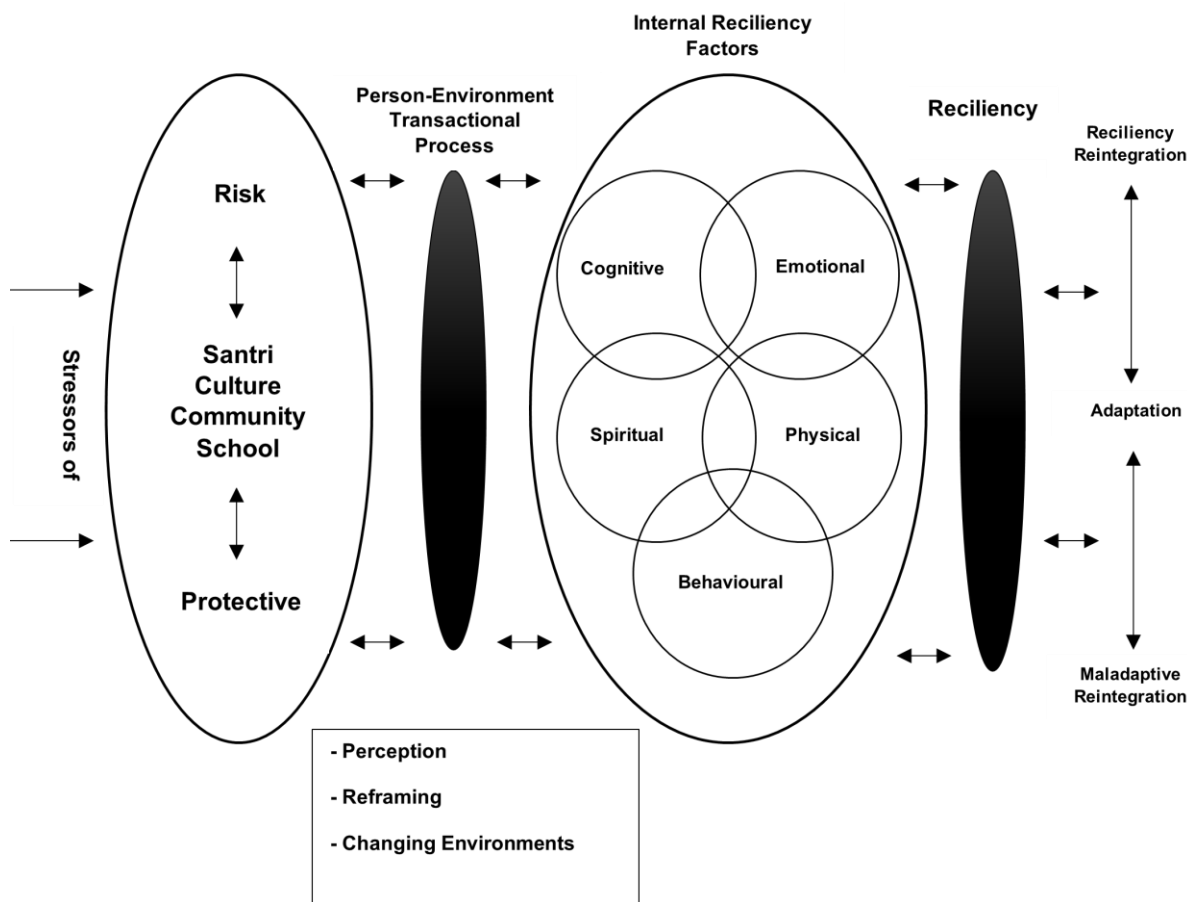 Internal Reciliency
Factors
Person-Environment
Transactional
Process
Reciliency
Reciliency
Reintegration
Risk
Cognitive
Emotional
Stressors of
Santri
Culture
Community
School
Adaptation
Spiritual
Physical
Behavioural
Protective
Maladaptive
Reintegration
- Perception
- Reframing
- Changing Environments